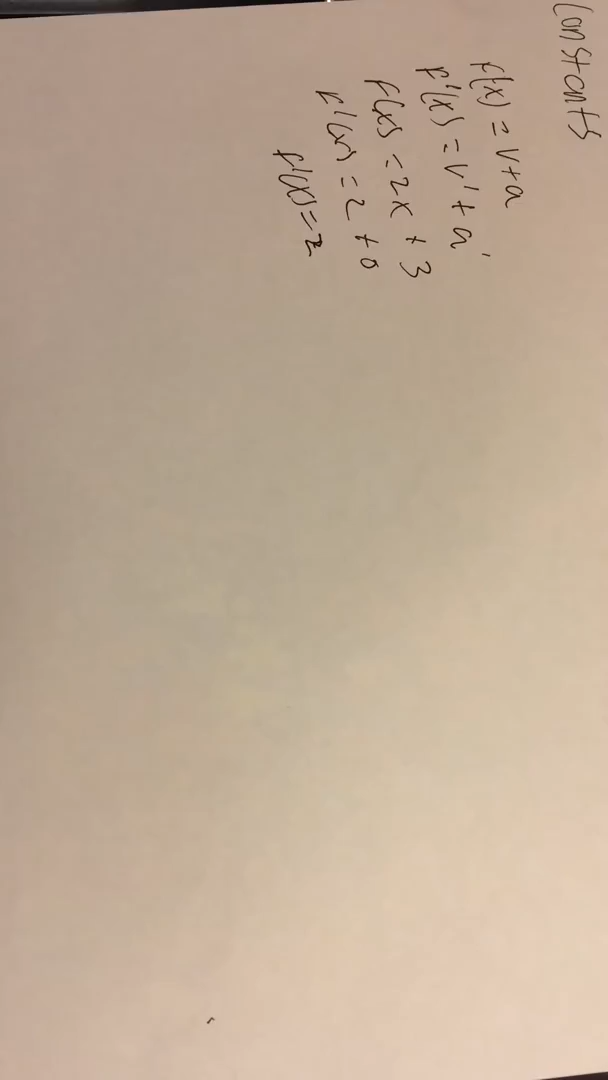 Constants
F(x) = v+a
F'(x) = v' + a'
F(x) = 2x + 3
F'(x) = 2 + 0
F'(x) = 2